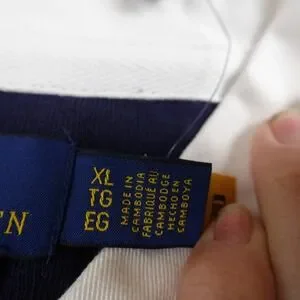 XL
TG
EG
MADE IN
CAMBODIA
FABRIQUÉ AU
CAMBODGE
HECHO EN
CAMBOYA